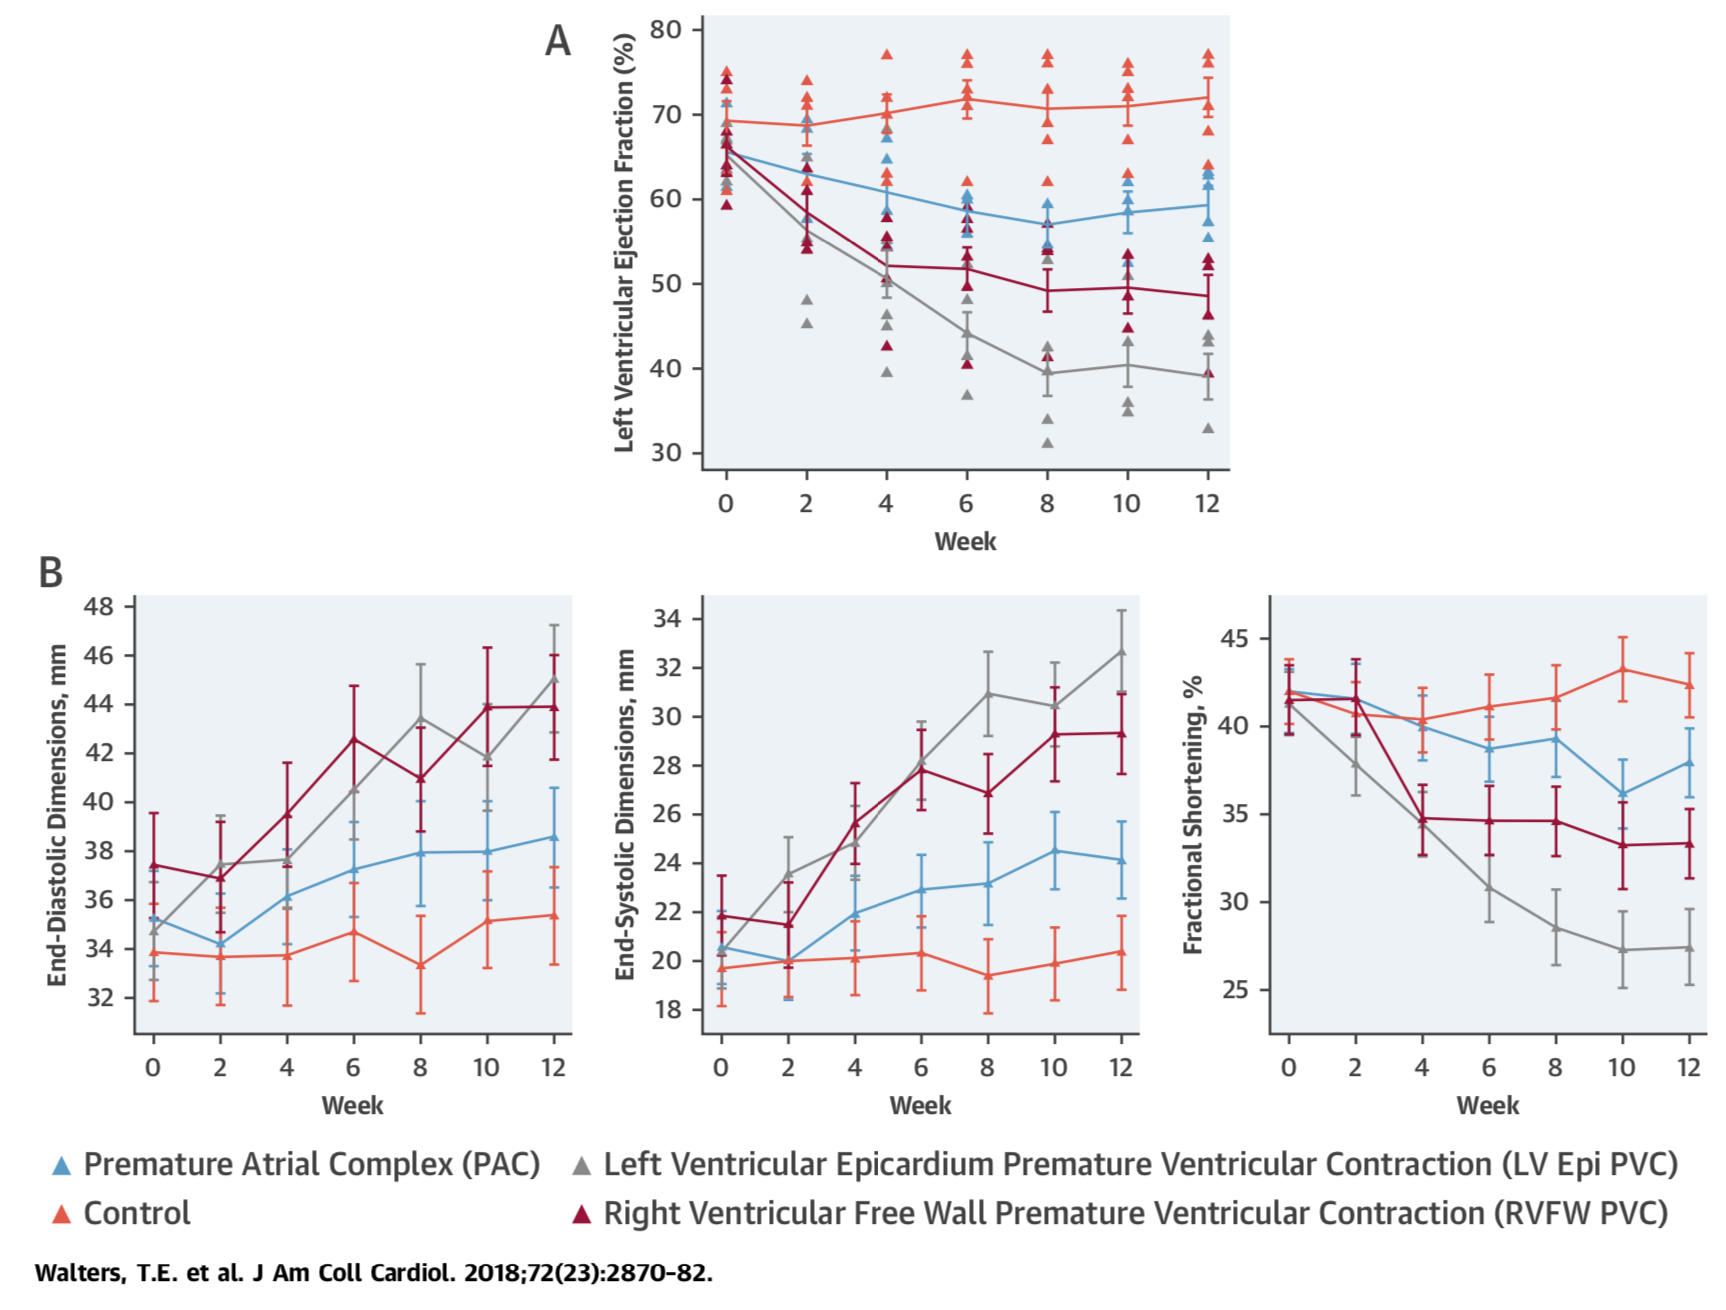 A
Left Ventricular Ejection Fraction (%)
80
70
60
50
40
30
0 2 4 6 8 10 12
Week
B
End-Diastolic Dimensions, mm
48
46
44
42
40
38
36
34
32
0 2 4 6 8 10 12
Week
End-Systolic Dimensions, mm
34
32
30
28
26
24
22
20
18
0 2 4 6 8 10 12
Week
Fractional Shortening, %
45
40
35
30
25
0 2 4 6 8 10 12
Week
Premature Atrial Complex (PAC)
Left Ventricular Epicardium Premature Ventricular Contraction (LV Epi PVC)
Control
Right Ventricular Free Wall Premature Ventricular Contraction (RVFW PVC)
Walters, T.E. et al. J Am Coll Cardiol. 2018;72(23):2870–82.